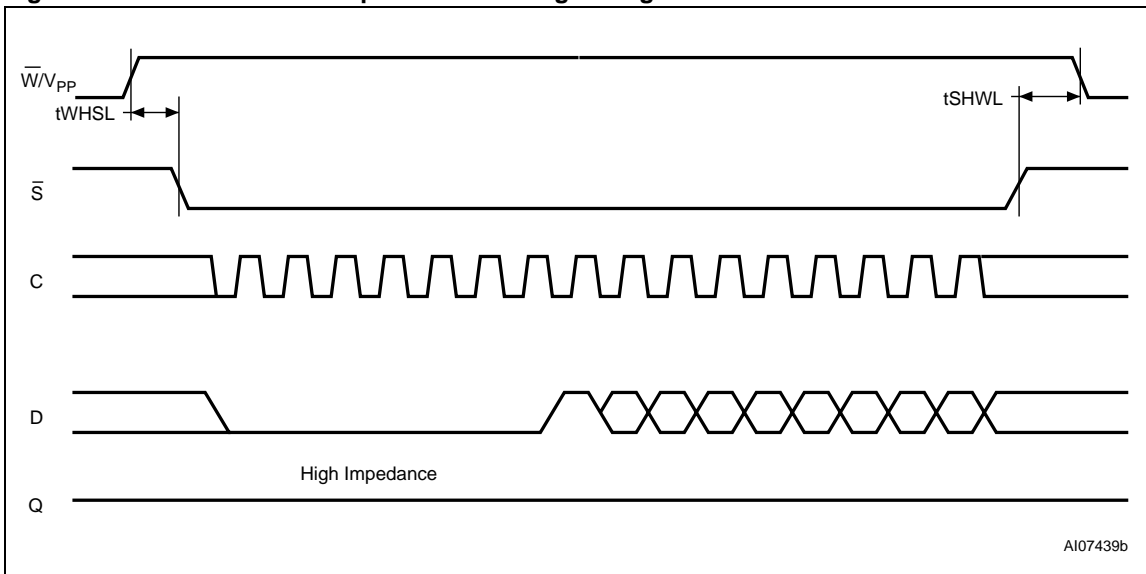 W̅/VPP
tWHSL
tSHWL
S̅
C
D
High Impedance
Q
AI07439b